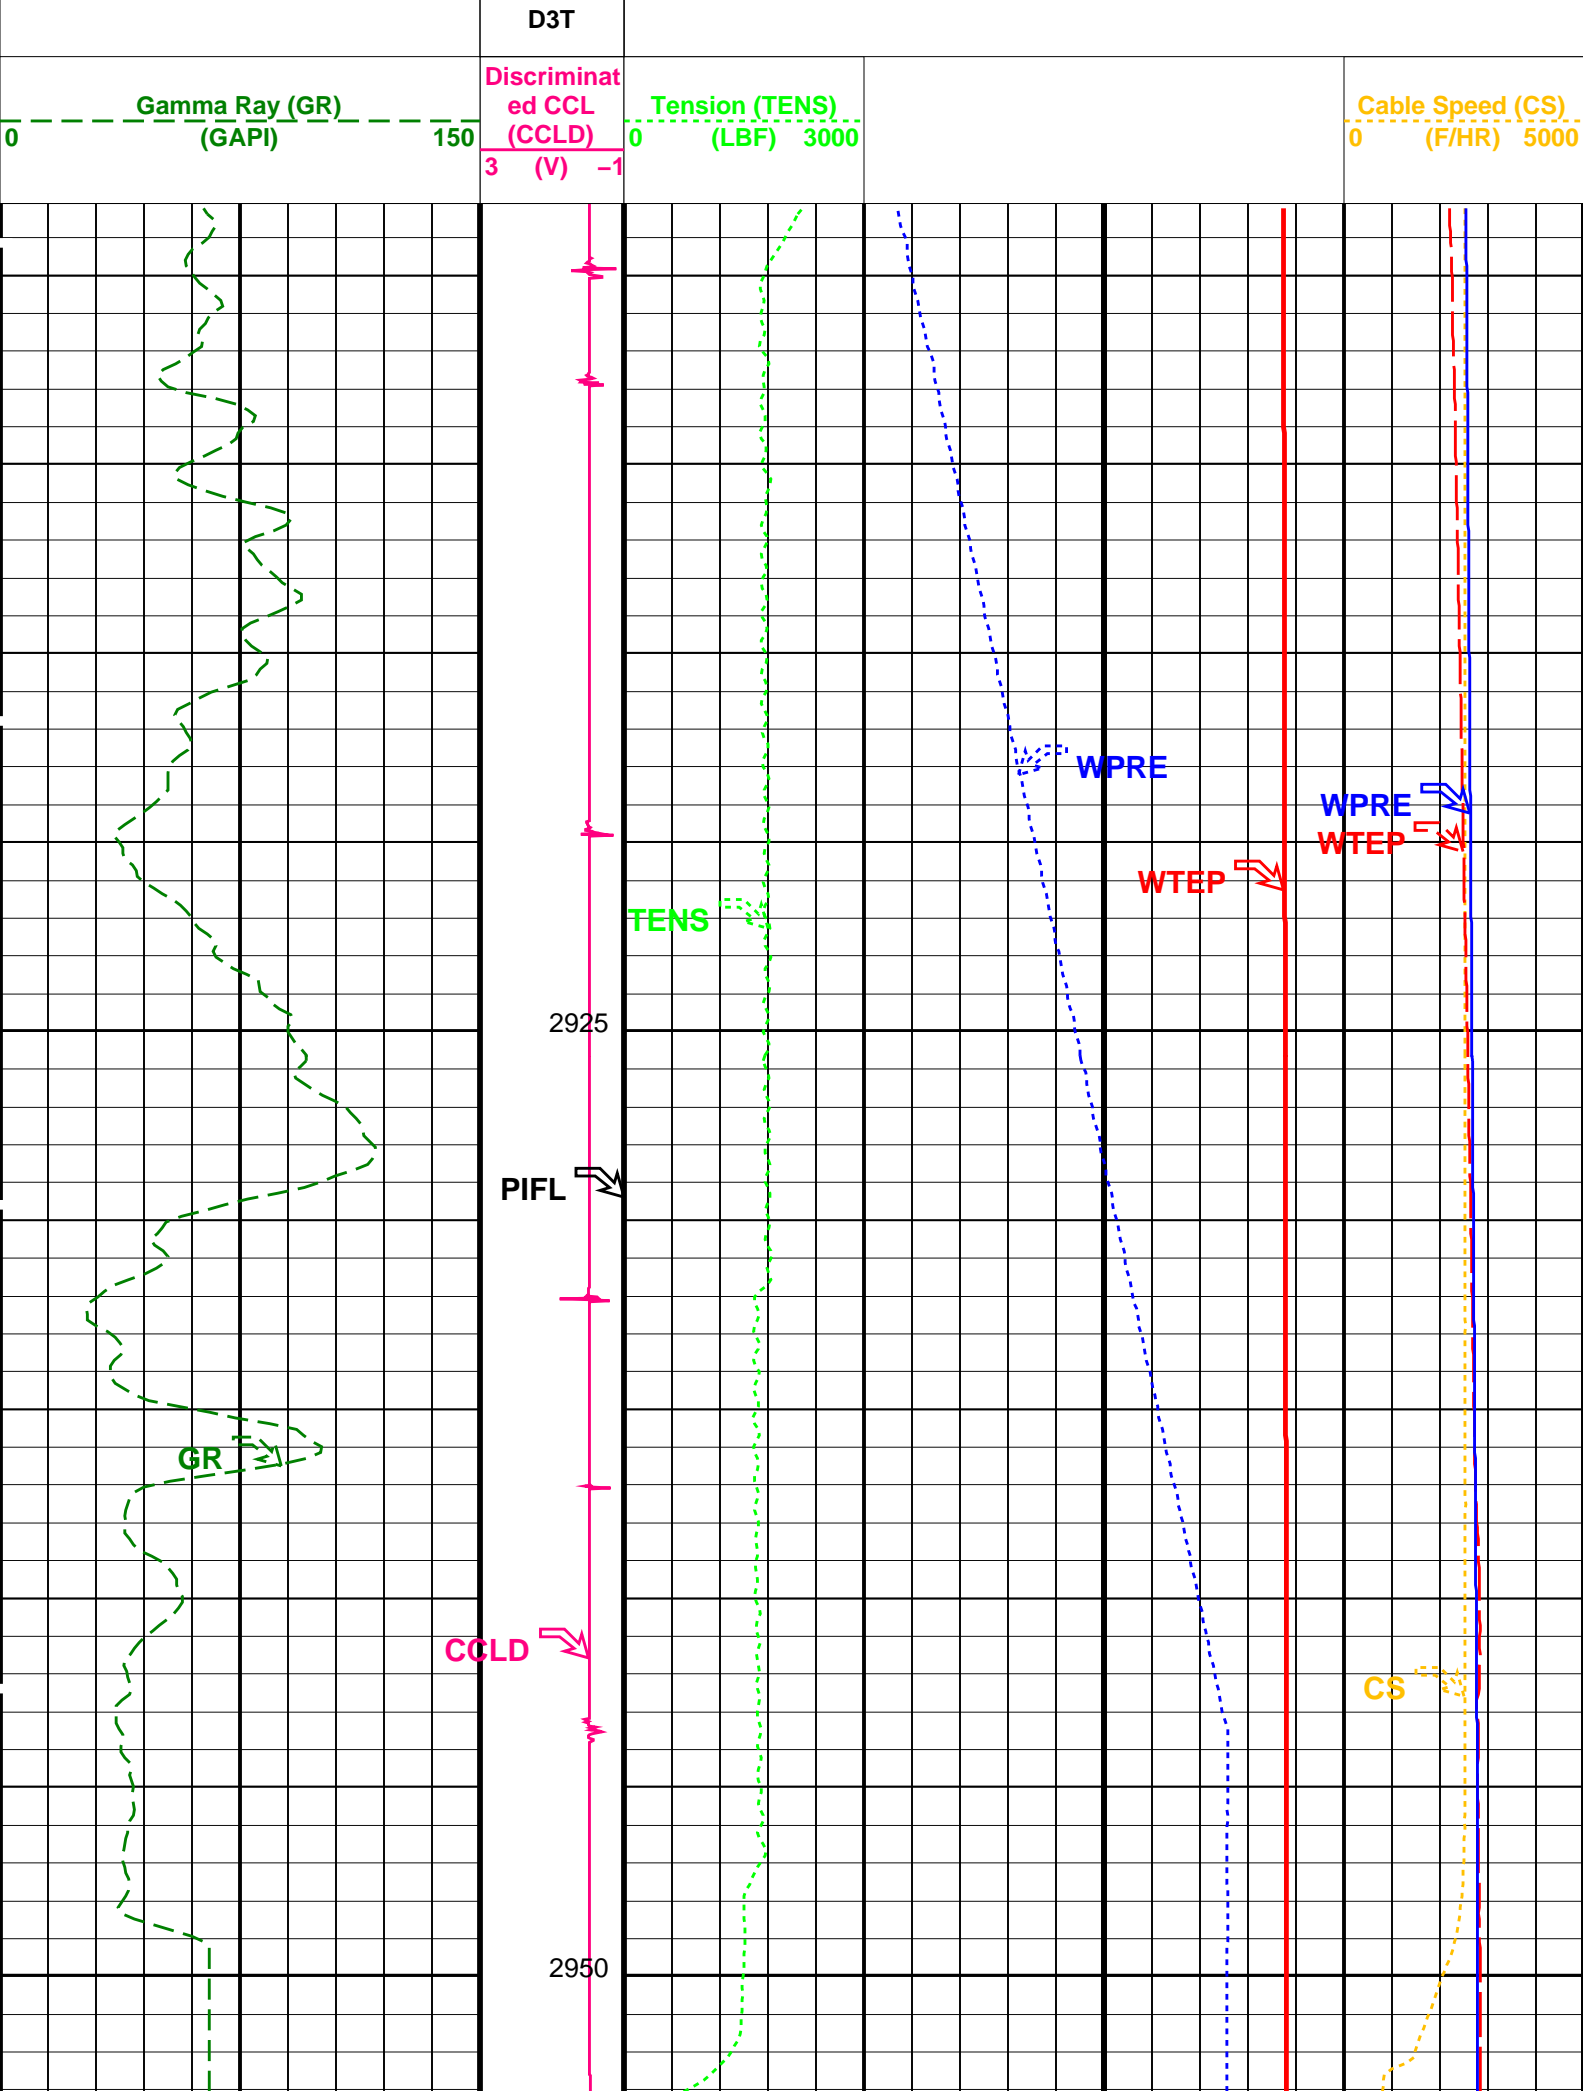 D3T
Gamma Ray (GR)
0 (GAPI) 150
Discriminat
ed CCL
(CCLD)
3 (V) –1
Tension (TENS)
0 (LBF) 3000
Cable Speed (CS)
0 (F/HR) 5000
WPRE
WPRE
WTEP
WTEP
TENS
2925
PIFL
GR
CCLD
CS
2950